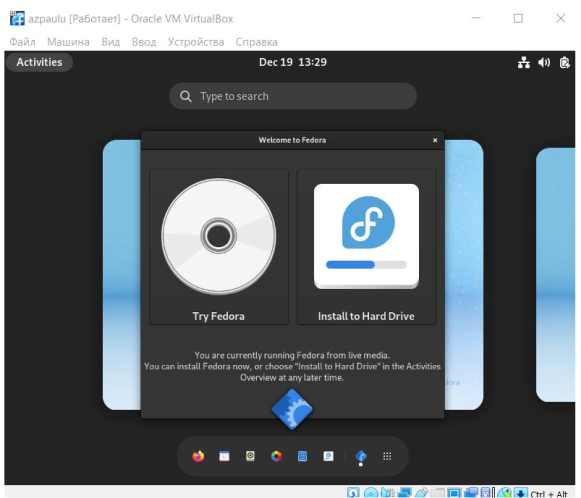 azpaulu [Работает] - Oracle VM VirtualBox
Файл Машина Вид Ввод Устройства Справка
Activities Dec 19 13:29
Type to search
Welcome to Fedora
Try Fedora Install to Hard Drive
You are currently running Fedora from live media.
You can install Fedora now, or choose "Install to Hard Drive" in the Activities
Overview at any later time.
dora
Ctrl + Alt